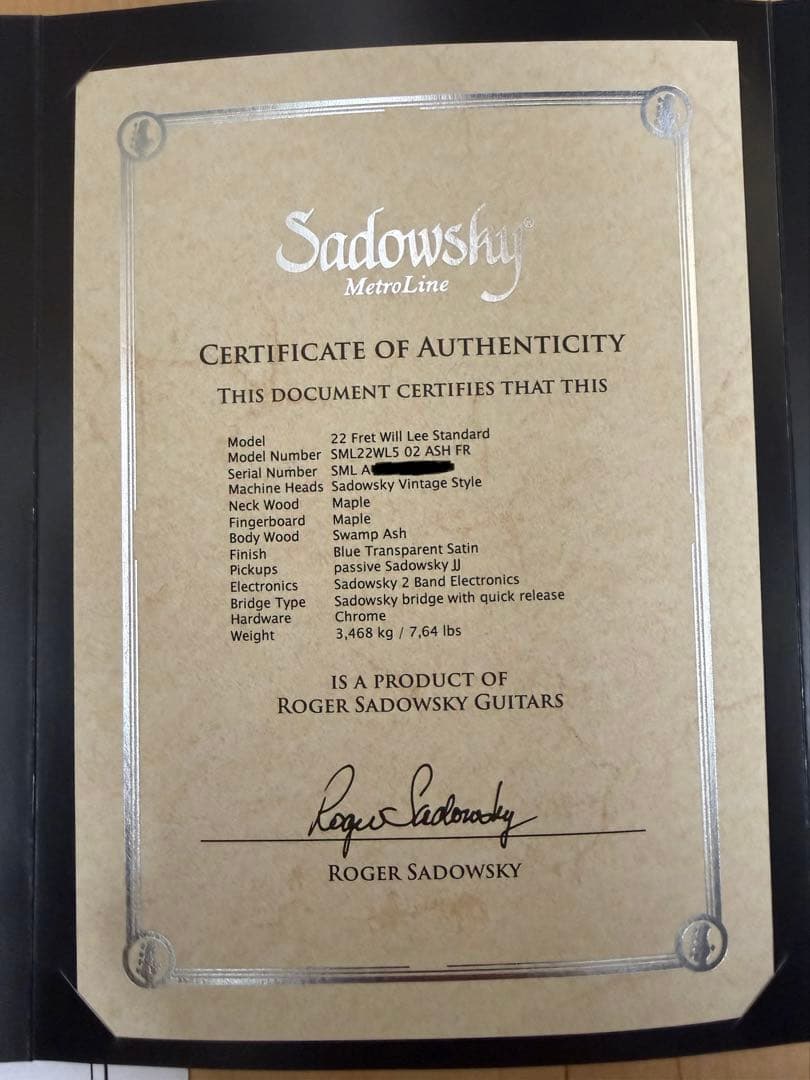 Sadowsky®
MetroLine
CERTIFICATE OF AUTHENTICITY
THIS DOCUMENT CERTIFIES THAT THIS
Model 22 Fret Will Lee Standard
Model Number SML22WL5 02 ASH FR
Serial Number SML A
Machine Heads Sadowsky Vintage Style
Neck Wood Maple
Fingerboard Maple
Body Wood Swamp Ash
Finish Blue Transparent Satin
Pickups passive Sadowsky JJ
Electronics Sadowsky 2 Band Electronics
Bridge Type Sadowsky bridge with quick release
Hardware Chrome
Weight 3,468 kg / 7,64 lbs
IS A PRODUCT OF
ROGER SADOWSKY GUITARS
Roger Sadowsky
ROGER SADOWSKY